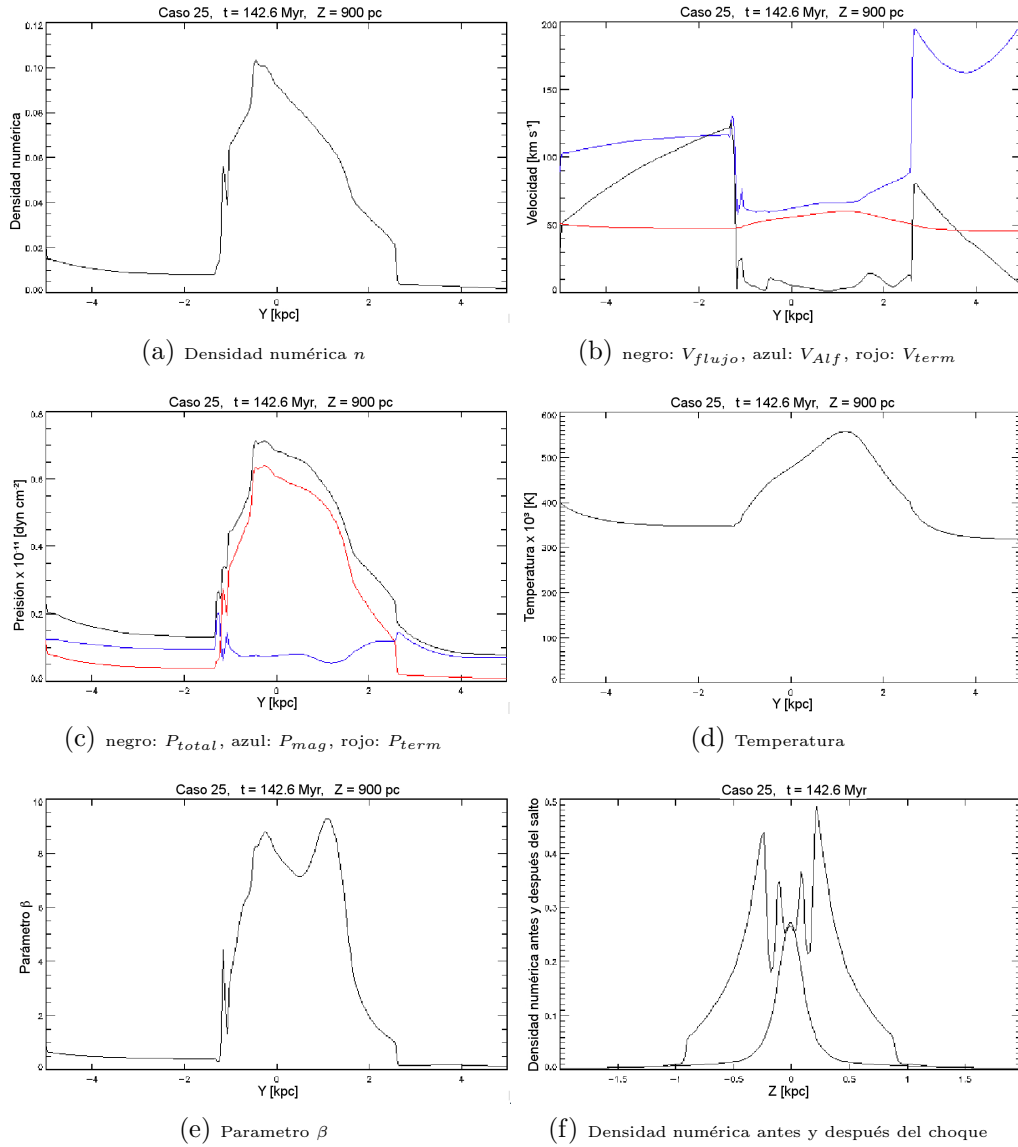 Caso 25, t = 142.6 Myr, Z = 900 pc
Densidad numérica
0.12
0.10
0.08
0.06
0.04
0.02
0.00
−4 −2 0 2 4
Y [kpc]
(a) Densidad numérica n
Caso 25, t = 142.6 Myr, Z = 900 pc
Velocidad [km s⁻¹]
200
150
100
50
0
−4 −2 0 2 4
Y [kpc]
(b) negro: V_flujo, azul: V_Alf, rojo: V_term
Caso 25, t = 142.6 Myr, Z = 900 pc
Preisión x 10⁻¹¹ [dyn cm⁻²]
0.8
0.6
0.4
0.2
0.0
−4 −2 0 2 4
Y [kpc]
(c) negro: P_total, azul: P_mag, rojo: P_term
Caso 25, t = 142.6 Myr, Z = 900 pc
Temperatura x 10³ [K]
600
500
400
300
200
100
0
−4 −2 0 2 4
Y [kpc]
(d) Temperatura
Caso 25, t = 142.6 Myr, Z = 900 pc
Parámetro β
10
8
6
4
2
0
−4 −2 0 2 4
Y [kpc]
(e) Parametro β
Caso 25, t = 142.6 Myr
Densidad numérica antes y después del salto
0.5
0.4
0.3
0.2
0.1
0.0
−1.5 −1 −0.5 0 0.5 1 1.5
Z [kpc]
(f) Densidad numérica antes y después del choque